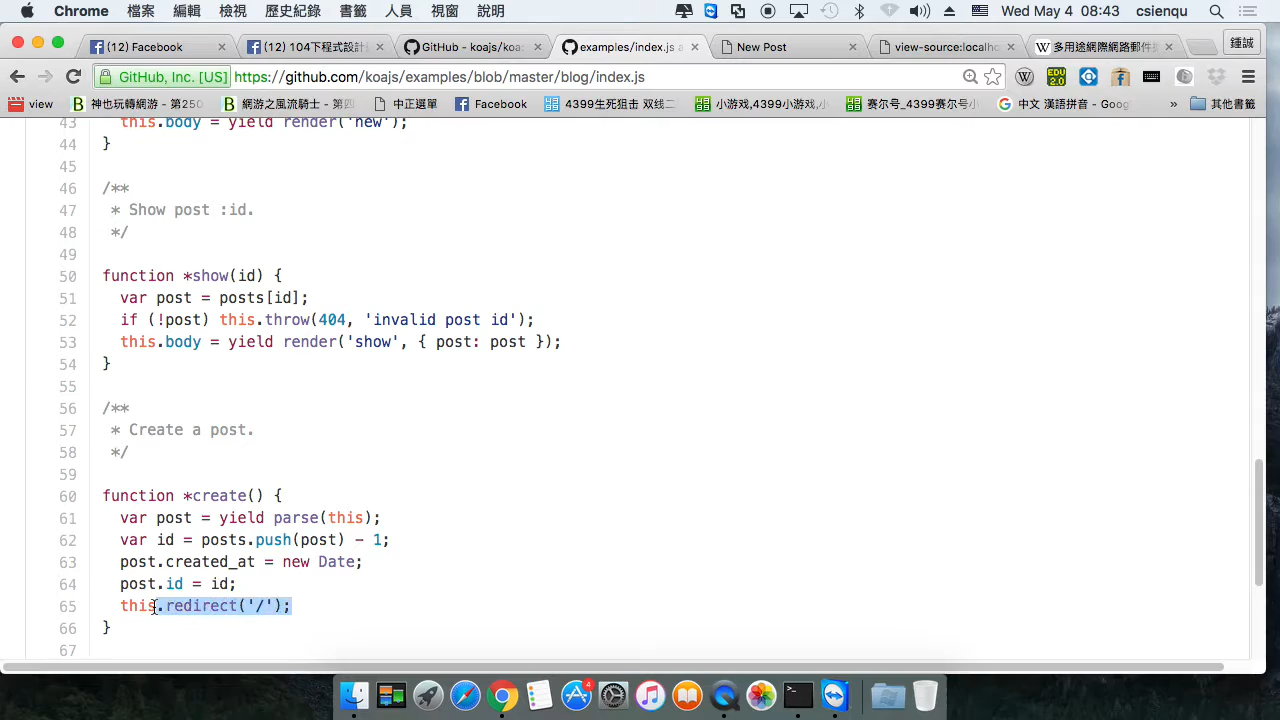 Chrome 檔案 編輯 檢視 歷史紀錄 書籤 人員 視窗 說明 Wed May 4 08:43 csienqu
(12) Facebook (12) 104下程式設計 GitHub - koajs/koa: examples/index.js a New Post view-source:localho 多用途網際網路郵件 鍾誠
GitHub, Inc. [US] https://github.com/koajs/examples/blob/master/blog/index.js
view 神也玩轉網游 - 第250 網游之風流騎士 - 第四 中正選單 Facebook 4399生死狙击 双线二 小游戏,4399小游戏, 赛尔号_4399赛尔号 中文 漢語拼音 - Goog » 其他書籤
43 this.body = yield render('new');
44 }
45
46 /**
47 * Show post :id.
48 */
49
50 function *show(id) {
51 var post = posts[id];
52 if (!post) this.throw(404, 'invalid post id');
53 this.body = yield render('show', { post: post });
54 }
55
56 /**
57 * Create a post.
58 */
59
60 function *create() {
61 var post = yield parse(this);
62 var id = posts.push(post) - 1;
63 post.created_at = new Date;
64 post.id = id;
65 this.redirect('/');
66 }
67
4